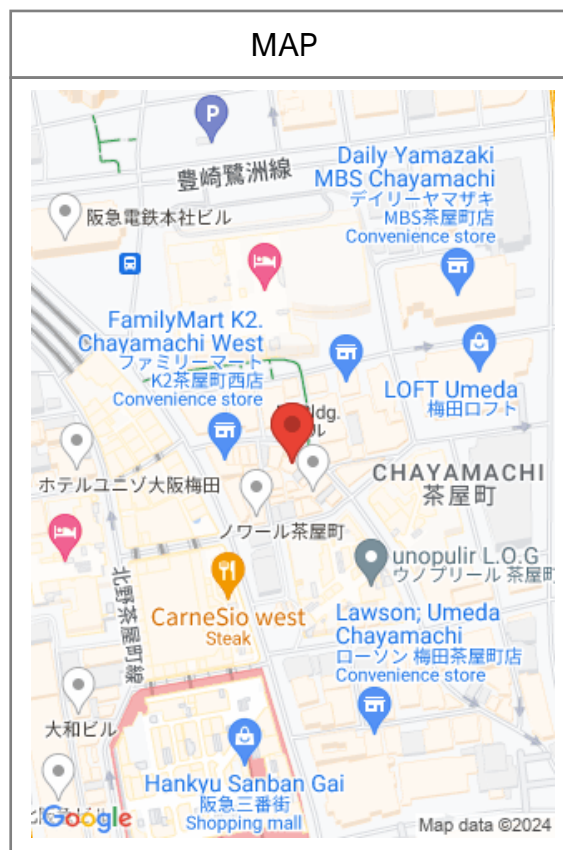 MAP
P
豊崎鷺洲線
Daily Yamazaki
MBS Chayamachi
デイリーヤマザキ
MBS茶屋町店
Convenience store
阪急電鉄本社ビル
FamilyMart K2.
Chayamachi West
ファミリーマート
K2茶屋町西店
Convenience store
LOFT Umeda
梅田ロフト
ldg.
ル
ホテルユニゾ大阪梅田
CHAYAMACHI
茶屋町
ノワール茶屋町
unopulir L.O.G
ウノプリール 茶屋町
北野茶屋町線
CarneSio west
Steak
Lawson; Umeda
Chayamachi
ローソン 梅田茶屋町店
Convenience store
大和ビル
Hankyu Sanban Gai
阪急三番街
Shopping mall
Google
Map data ©2024